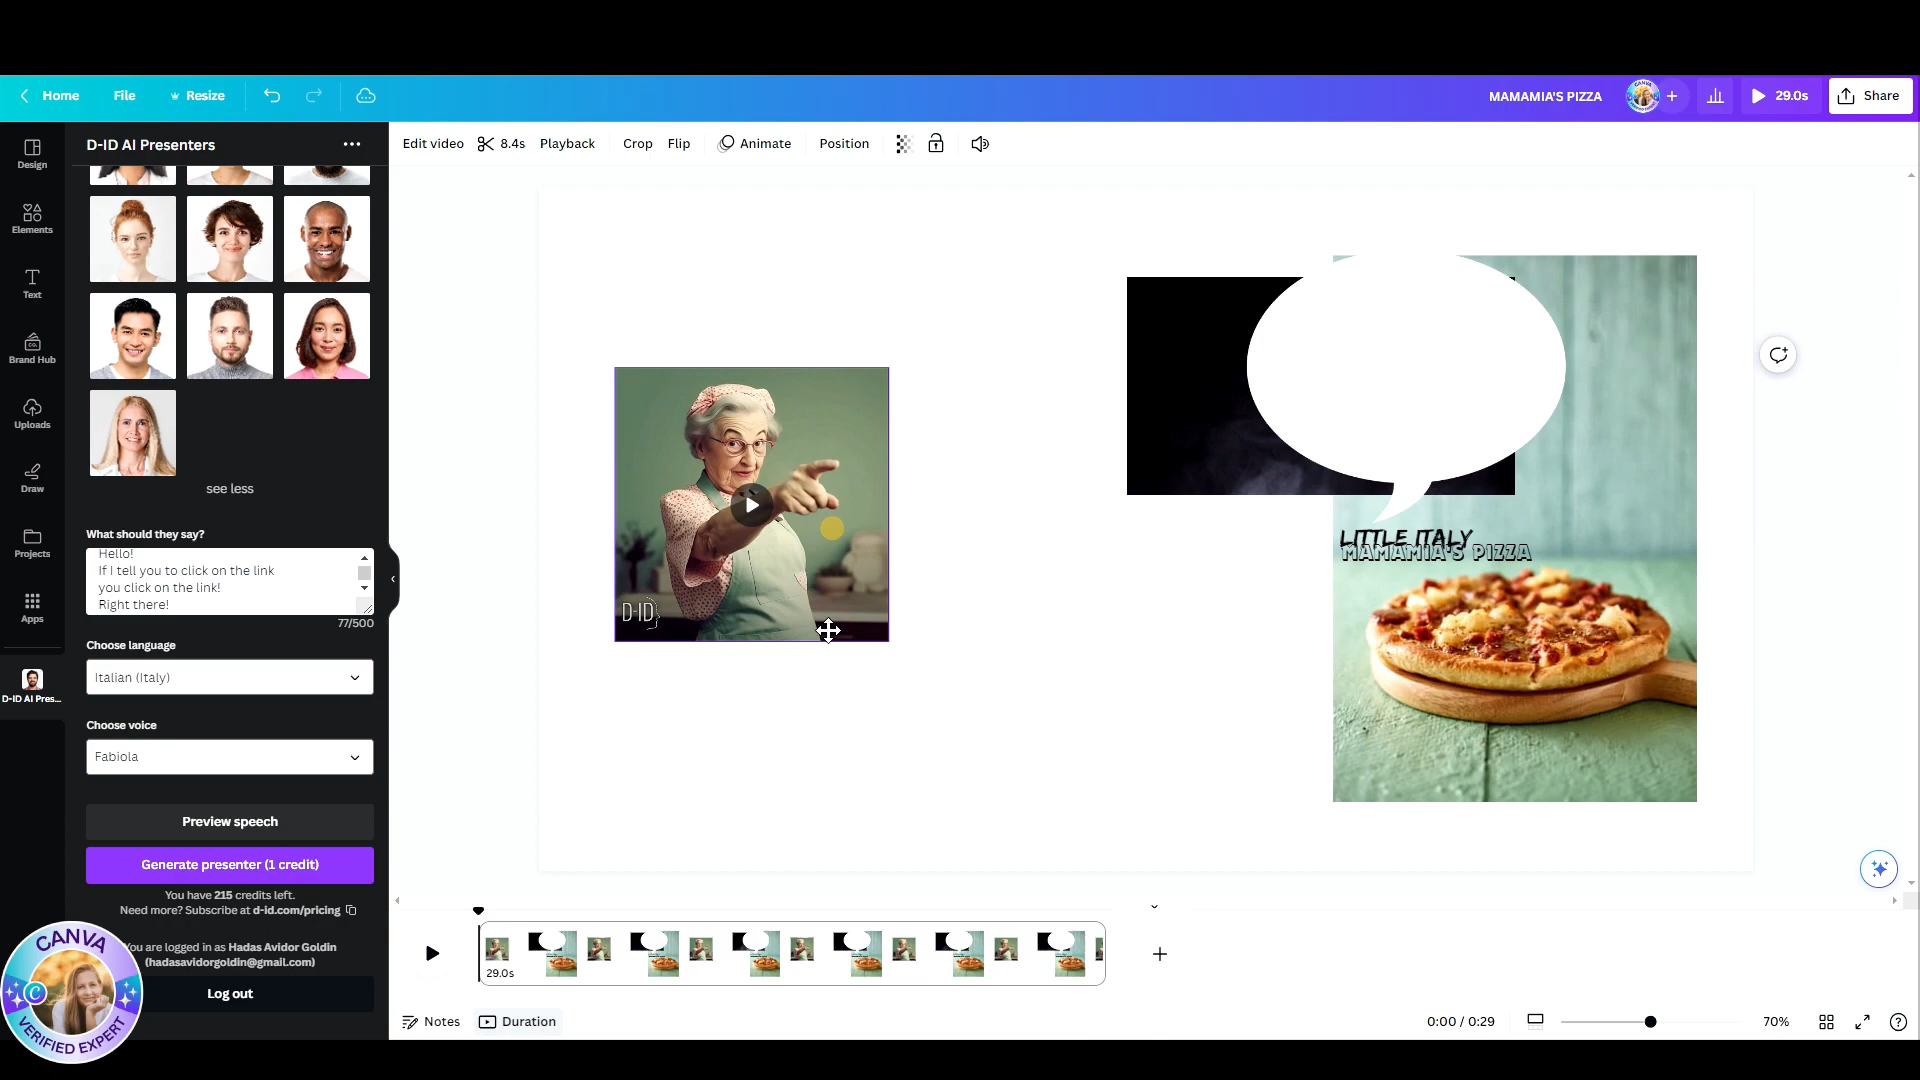 Home
File
Resize
MAMAMIA'S PIZZA
29.0s
Share
Design
Elements
Text
Brand Hub
Uploads
Draw
Projects
Apps
D-ID AI Pres...
D-ID AI Presenters
see less
What should they say?
Hello!
If I tell you to click on the link
you click on the link!
Right there!
77/500
Choose language
Italian (Italy)
Choose voice
Fabiola
Preview speech
Generate presenter (1 credit)
You have 215 credits left.
Need more? Subscribe at d-id.com/pricing
You are logged in as Hadas Avidor Goldin
(hadasavidorgoldin@gmail.com)
Log out
CANVA
VERIFIED EXPERT
Edit video
8.4s
Playback
Crop
Flip
Animate
Position
D-ID
LITTLE ITALY
MAMAMIA'S PIZZA
29.0s
Notes
Duration
0:00 / 0:29
70%